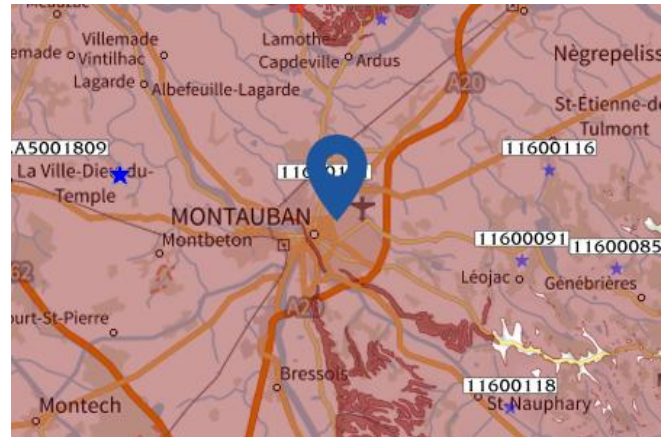 Lamothe-
Capdeville
Ardus
Villemade
Vintilhac
Lagarde
Albefeuille-Lagarde
A20
Nègrepeliss
St-Étienne-de
Tulmont
11600116
A5001809
La Ville-Dieu-du-
Temple
MONTAUBAN
Montbeton
11600091
11600085
Léojac
Génébrières
62
A20
ourt-St-Pierre
Bressols
11600118
St-Nauphary
Montech